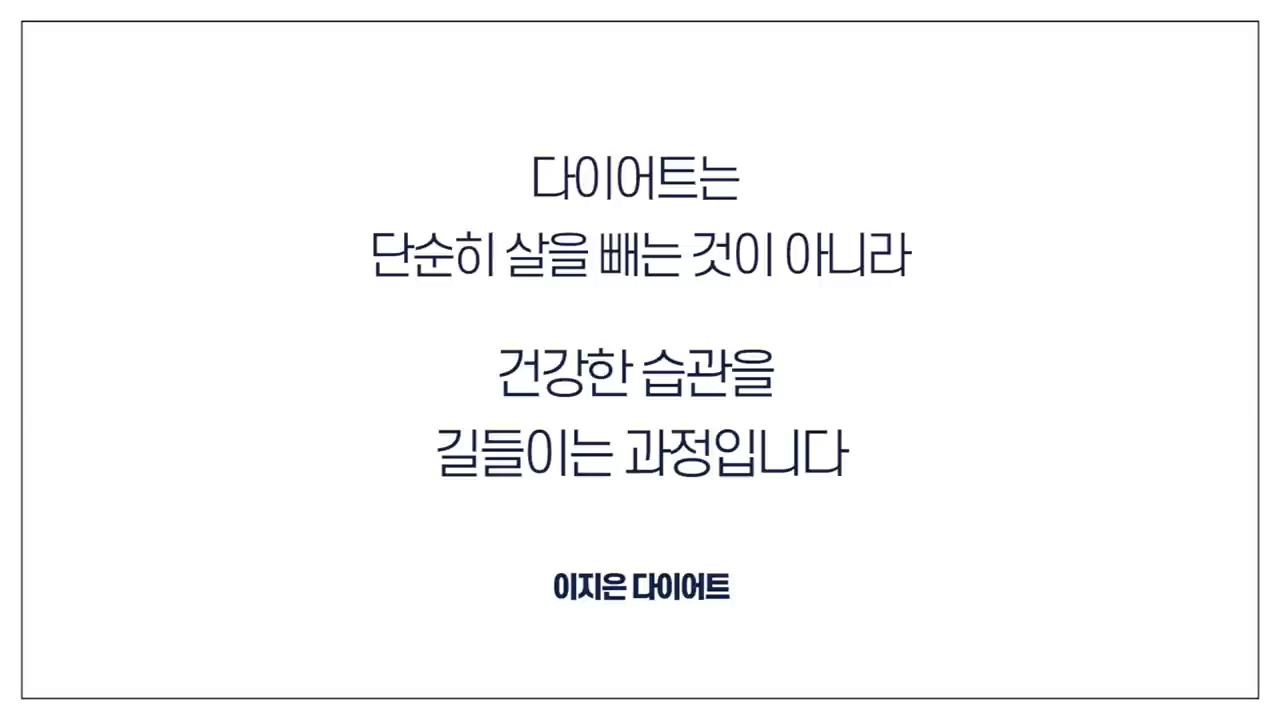 다이어트는
단순히 살을 빼는 것이 아니라
건강한 습관을
길들이는 과정입니다
이지은 다이어트